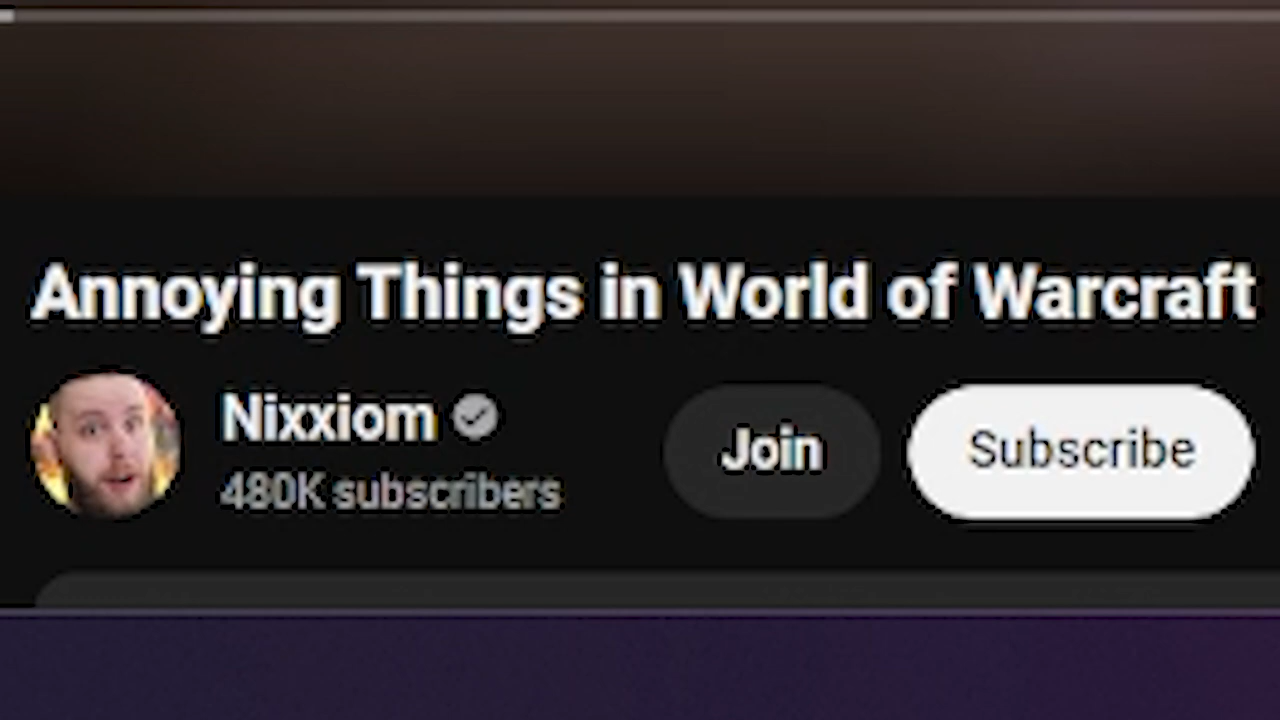 Annoying Things in World of Warcraft
Nixxiom
480K subscribers
Join
Subscribe